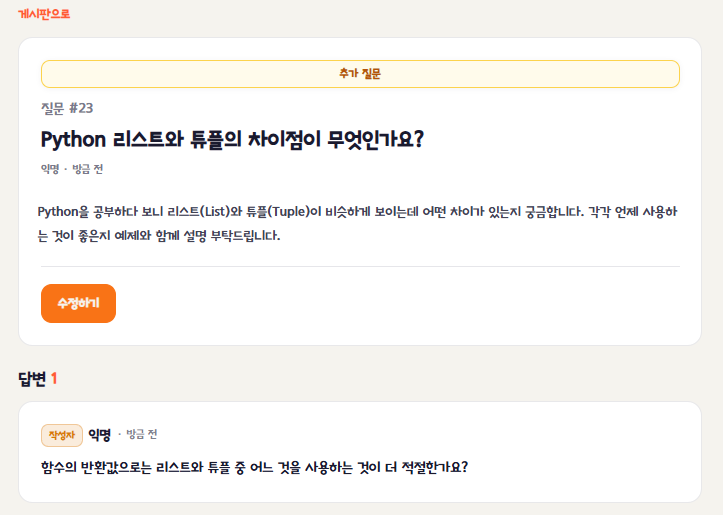 게시판으로
추가 질문
질문 #23
Python 리스트와 튜플의 차이점이 무엇인가요?
익명 · 방금 전
Python을 공부하다 보니 리스트(List)와 튜플(Tuple)이 비슷하게 보이는데 어떤 차이가 있는지 궁금합니다. 각각 언제 사용하
는 것이 좋은지 예제와 함께 설명 부탁드립니다.
수정하기
답변 1
작성자 익명 · 방금 전
함수의 반환값으로는 리스트와 튜플 중 어느 것을 사용하는 것이 더 적절한가요?